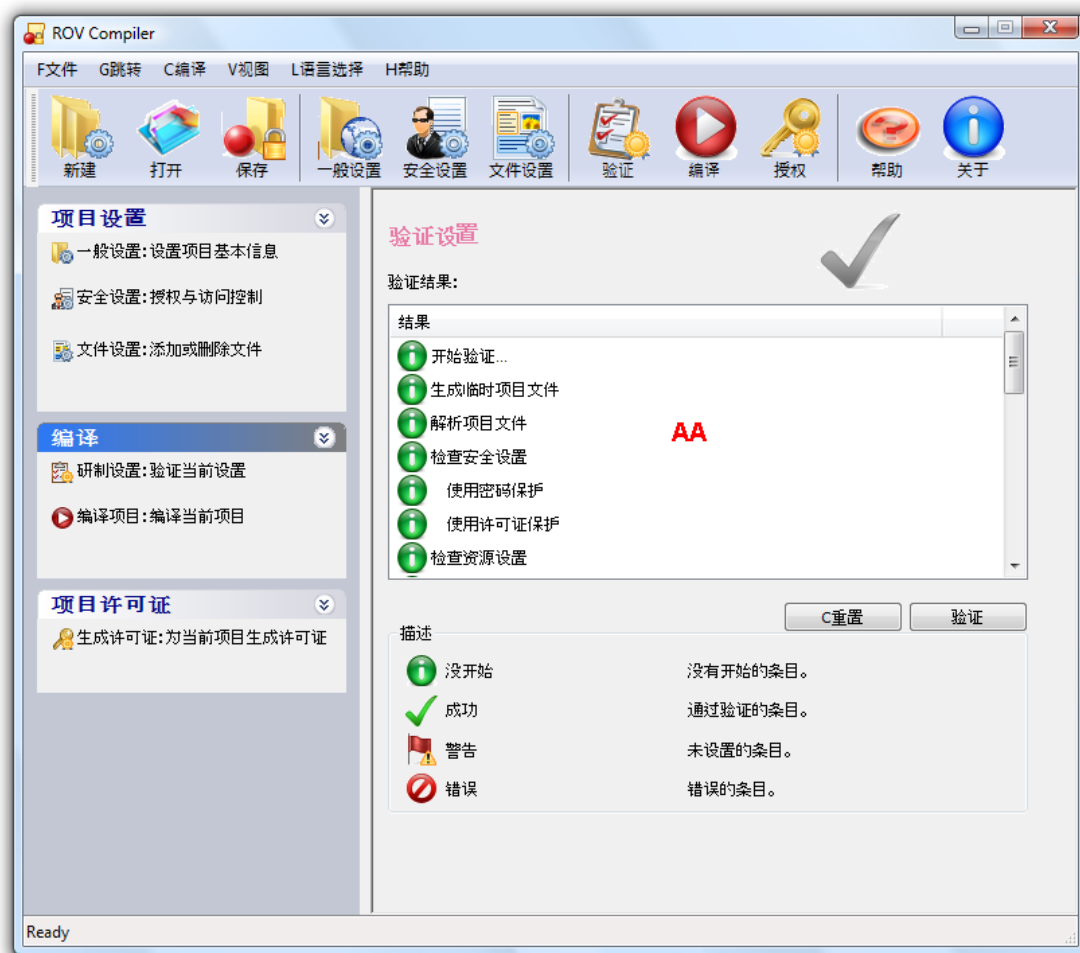 ROV Compiler
F文件 G跳转 C编译 V视图 L语言选择 H帮助
新建 打开 保存 一般设置 安全设置 文件设置 验证 编译 授权 帮助 关于
项目设置
一般设置:设置项目基本信息
安全设置:授权与访问控制
文件设置:添加或删除文件
编译
研制设置:验证当前设置
编译项目:编译当前项目
项目许可证
生成许可证:为当前项目生成许可证
验证设置
验证结果:
结果
开始验证...
生成临时项目文件
解析项目文件
AA
检查安全设置
使用密码保护
使用许可证保护
检查资源设置
C重置 验证
描述
没开始 没有开始的条目。
成功 通过验证的条目。
警告 未设置的条目。
错误 错误的条目。
Ready